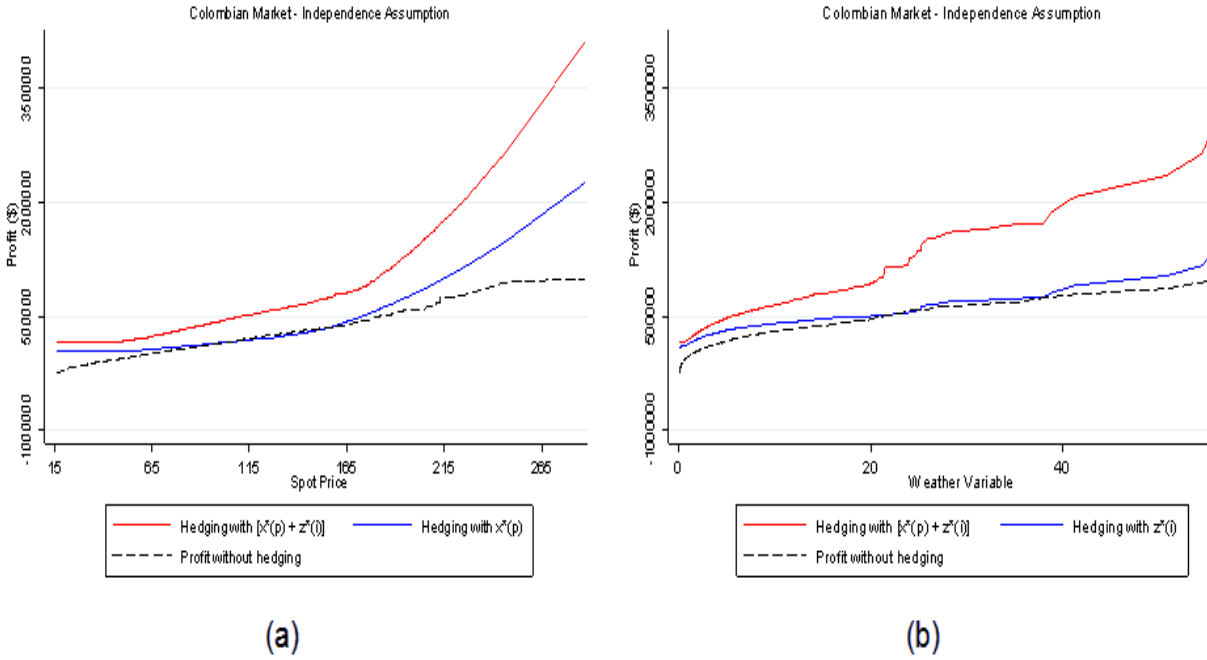 Colombian Market - Independence Assumption
Profit ($)
3500000
2000000
500000
-1000000
15 65 115 165 215 265
Spot Price
Hedging with [x*(p) + z*(i)]
Hedging with x*(p)
Profit without hedging
(a)
Colombian Market - Independence Assumption
Profit ($)
3500000
2000000
500000
-1000000
0 20 40
Weather Variable
Hedging with [x*(p) + z*(i)]
Hedging with z*(i)
Profit without hedging
(b)